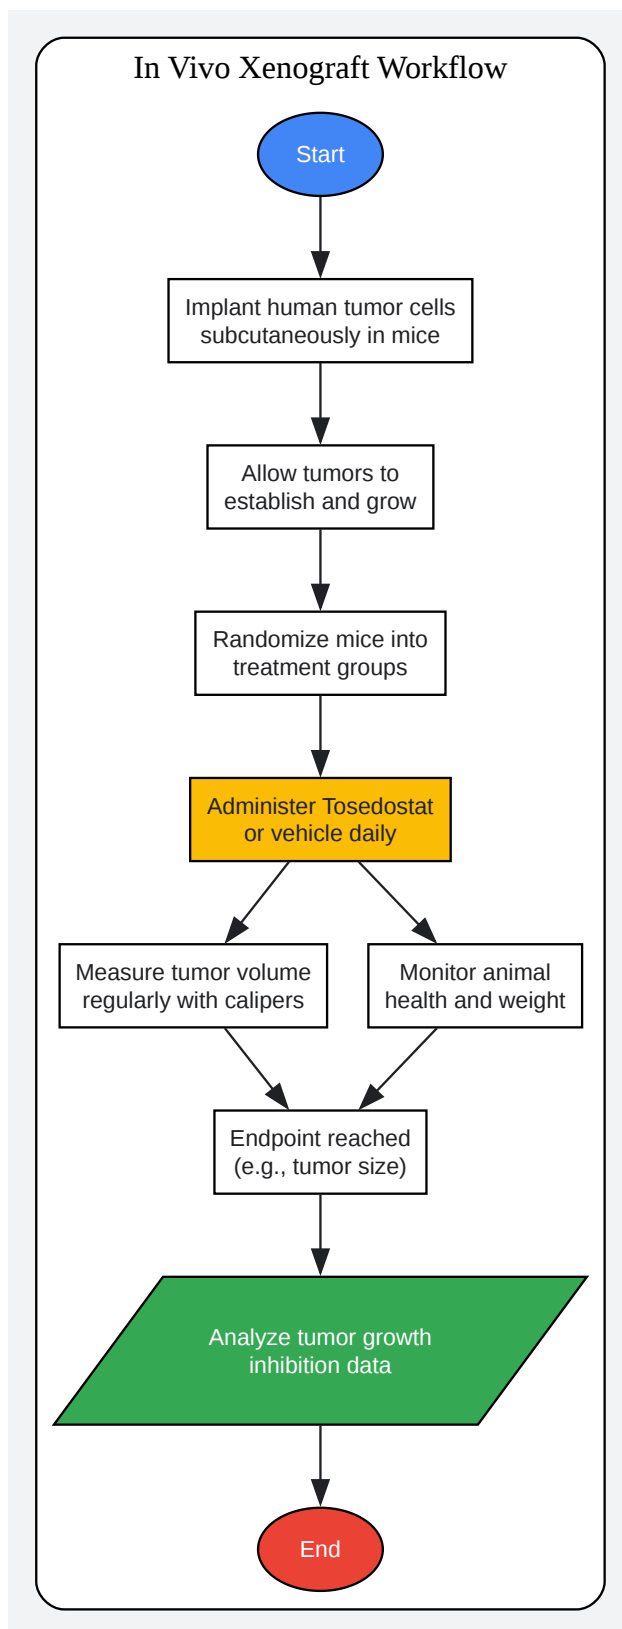 In Vivo Xenograft Workflow
Start
Implant human tumor cells
subcutaneously in mice
Allow tumors to
establish and grow
Randomize mice into
treatment groups
Administer Tosedostat
or vehicle daily
Measure tumor volume
regularly with calipers
Monitor animal
health and weight
Endpoint reached
(e.g., tumor size)
Analyze tumor growth
inhibition data
End